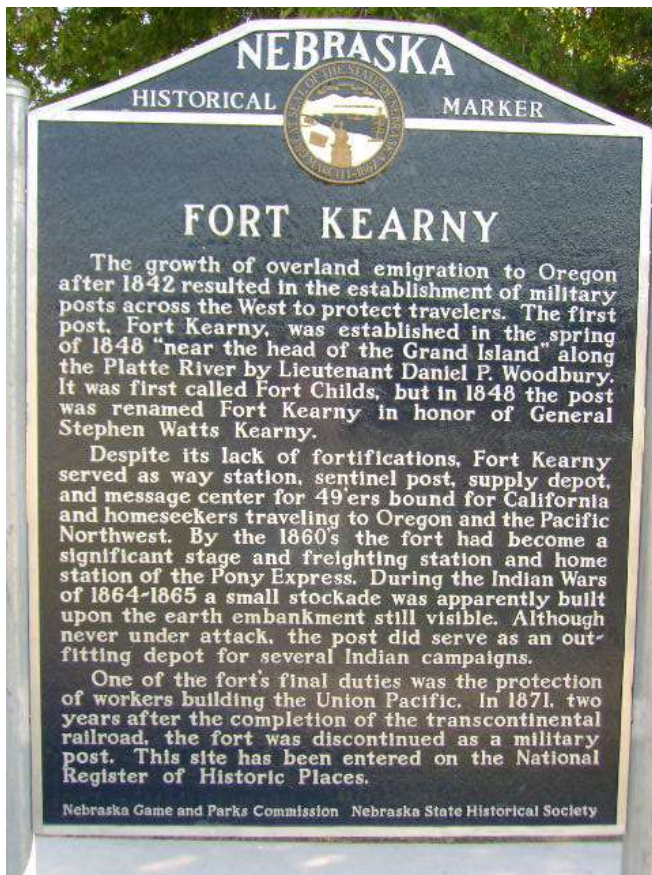 NEBRASKA
HISTORICAL MARKER
GREAT SEAL OF THE STATE OF NEBRASKA
MARCH 1ST 1867
FORT KEARNY
The growth of overland emigration to Oregon
after 1842 resulted in the establishment of military
posts across the West to protect travelers. The first
post, Fort Kearny, was established in the spring
of 1848 "near the head of the Grand Island" along
the Platte River by Lieutenant Daniel P. Woodbury.
It was first called Fort Childs, but in 1848 the post
was renamed Fort Kearny in honor of General
Stephen Watts Kearny.
Despite its lack of fortifications, Fort Kearny
served as way station, sentinel post, supply depot,
and message center for 49'ers bound for California
and homeseekers traveling to Oregon and the Pacific
Northwest. By the 1860's the fort had become a
significant stage and freighting station and home
station of the Pony Express. During the Indian Wars
of 1864-1865 a small stockade was apparently built
upon the earth embankment still visible. Although
never under attack, the post did serve as an out-
fitting depot for several Indian campaigns.
One of the fort's final duties was the protection
of workers building the Union Pacific. In 1871, two
years after the completion of the transcontinental
railroad, the fort was discontinued as a military
post. This site has been entered on the National
Register of Historic Places.
Nebraska Game and Parks Commission Nebraska State Historical Society